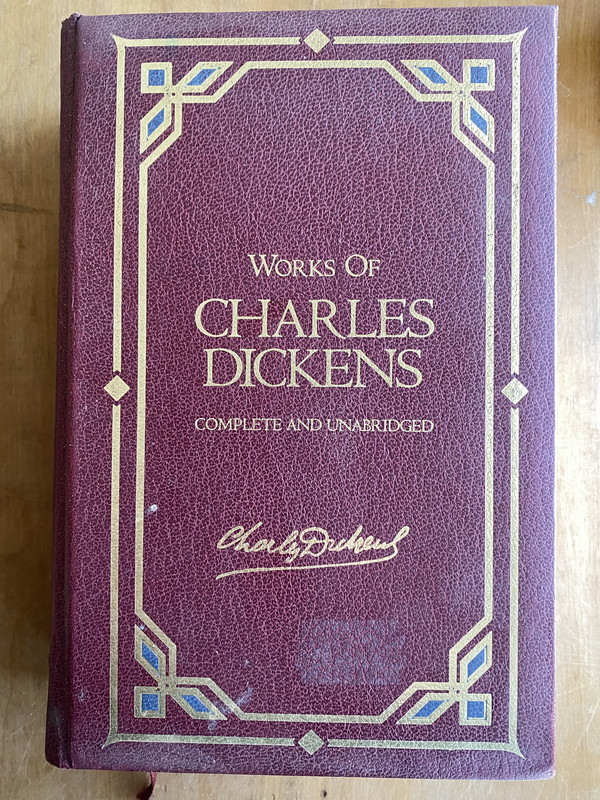 WORKS OF
CHARLES
DICKENS
COMPLETE AND UNABRIDGED
Charles Dickens